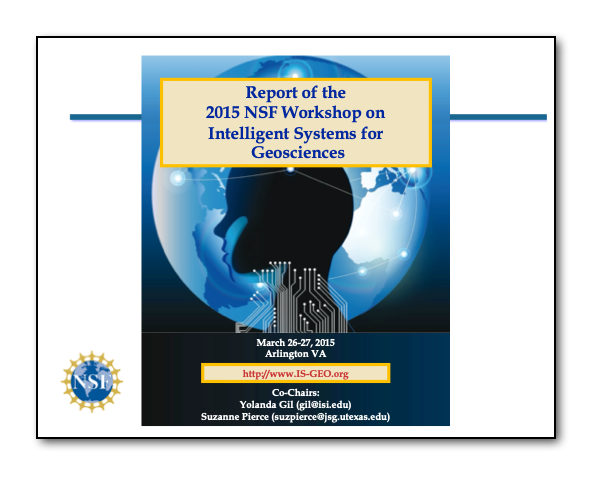 Report of the
2015 NSF Workshop on
Intelligent Systems for
Geosciences
March 26-27, 2015
Arlington VA
http://www.IS-GEO.org
Co-Chairs:
Yolanda Gil (gil@isi.edu)
Suzanne Pierce (suzpierce@jsg.utexas.edu)
NSF